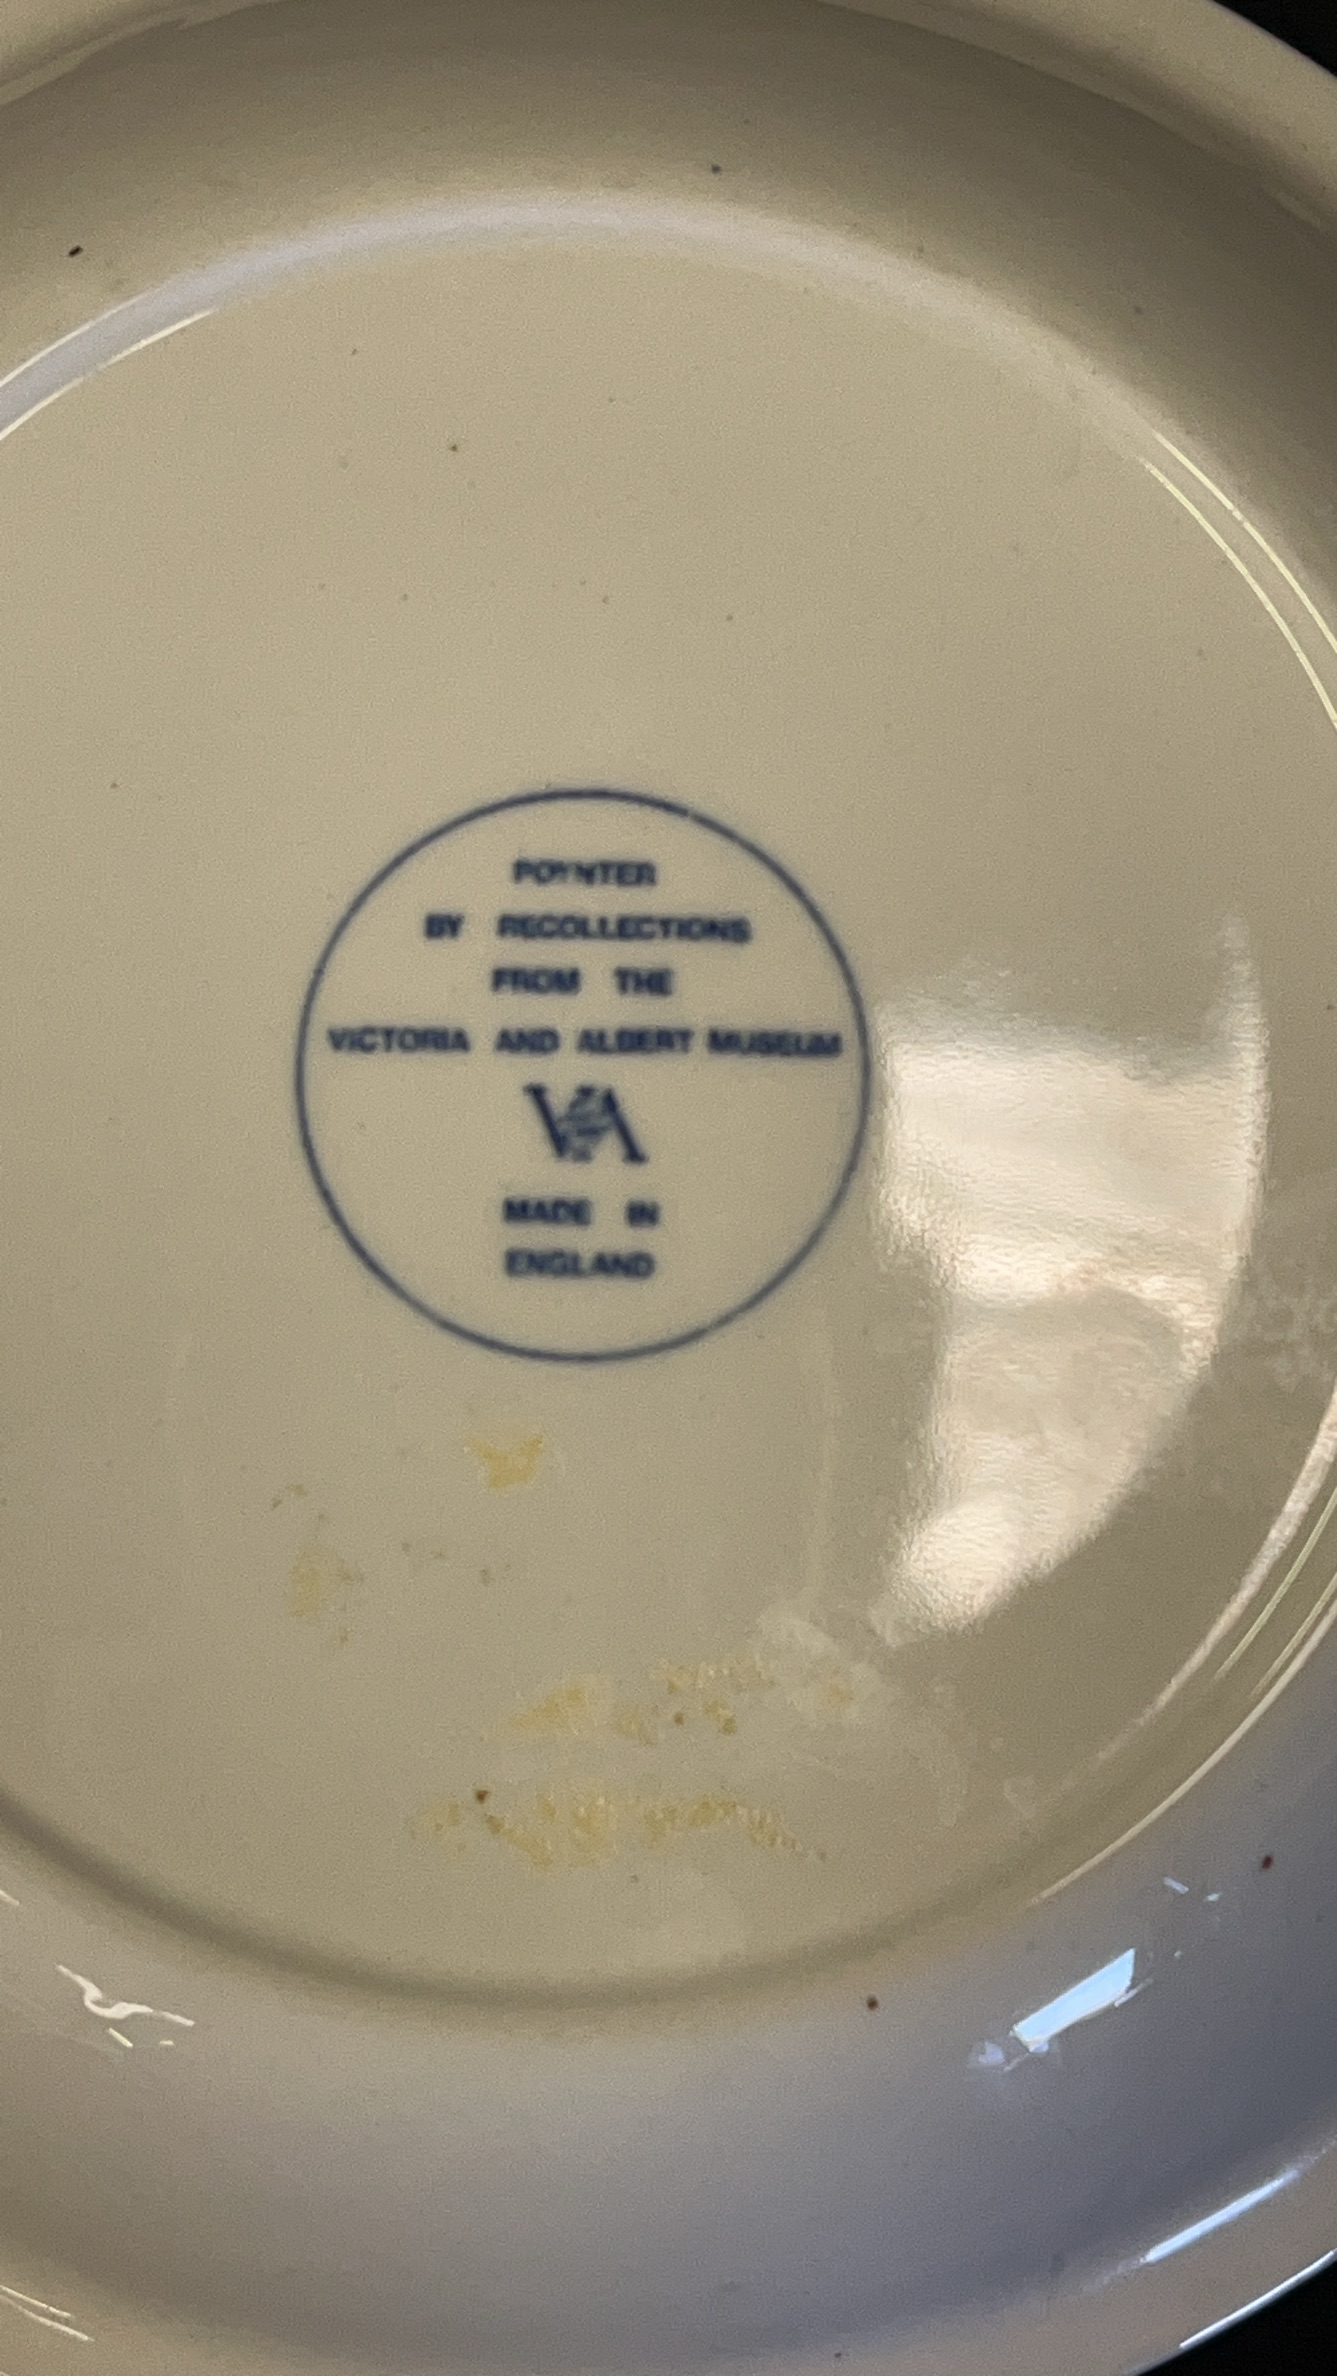 POYNTER
BY RECOLLECTIONS
FROM THE
VICTORIA AND ALBERT MUSEUM
V&A
MADE IN
ENGLAND